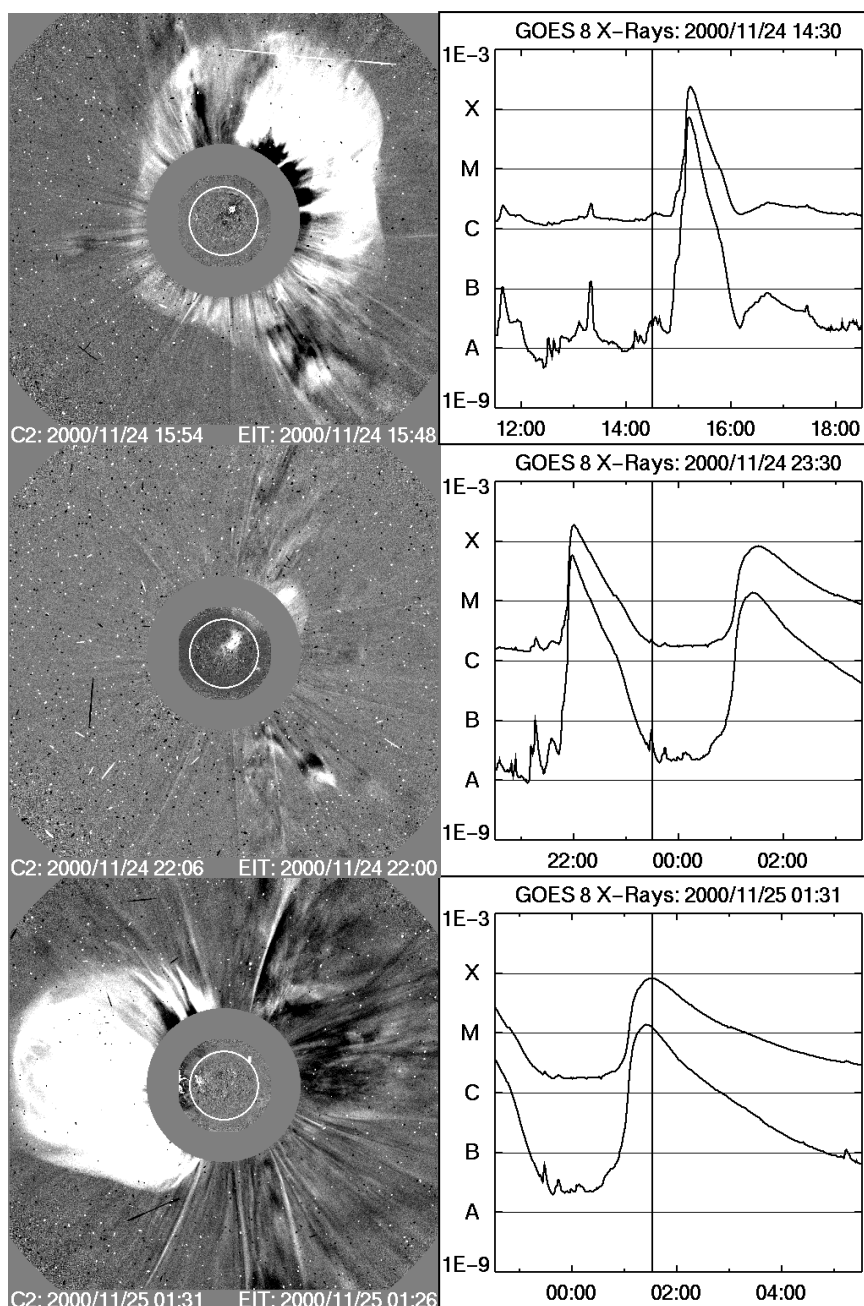 C2: 2000/11/24 15:54 EIT: 2000/11/24 15:48
GOES 8 X-Rays: 2000/11/24 14:30
1E-3
X
M
C
B
A
1E-9
12:00 14:00 16:00 18:00
C2: 2000/11/24 22:06 EIT: 2000/11/24 22:00
GOES 8 X-Rays: 2000/11/24 23:30
1E-3
X
M
C
B
A
1E-9
22:00 00:00 02:00
C2: 2000/11/25 01:31 EIT: 2000/11/25 01:26
GOES 8 X-Rays: 2000/11/25 01:31
1E-3
X
M
C
B
A
1E-9
00:00 02:00 04:00